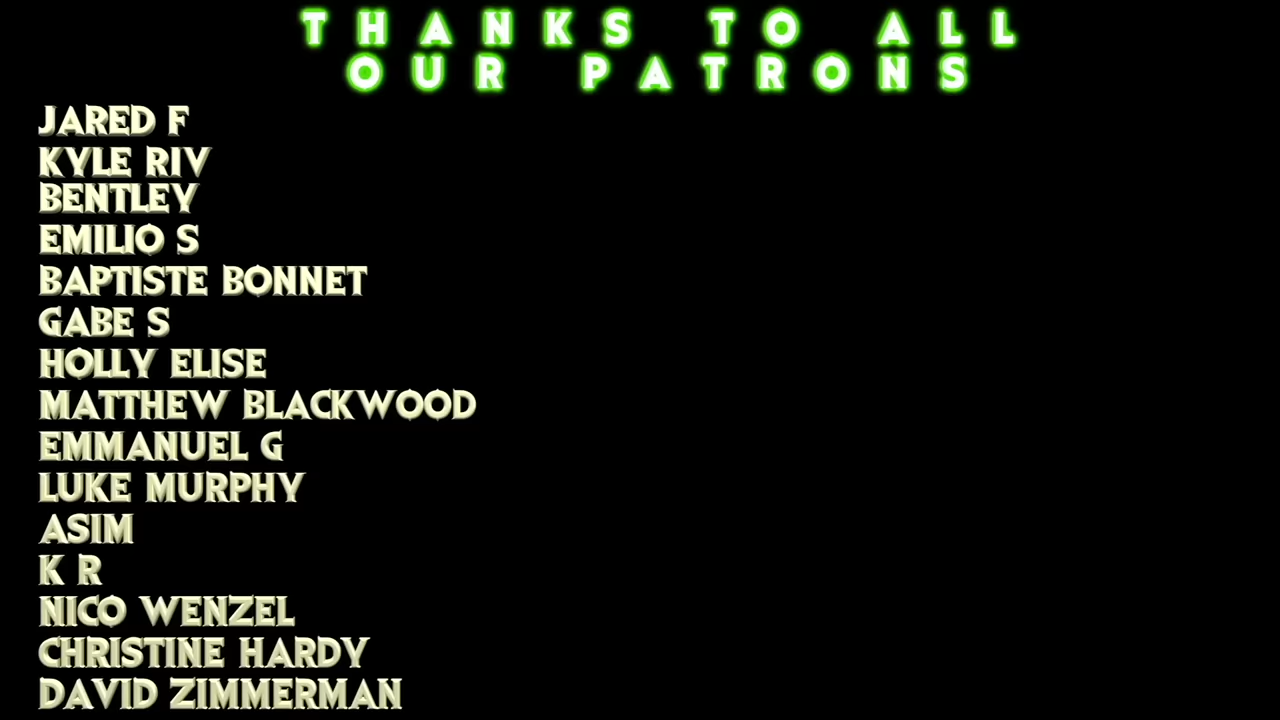 THANKS TO ALL
OUR PATRONS
JARED F
KYLE RIV
BENTLEY
EMILIO S
BAPTISTE BONNET
GABE S
HOLLY ELISE
MATTHEW BLACKWOOD
EMMANUEL G
LUKE MURPHY
ASIM
K R
NICO WENZEL
CHRISTINE HARDY
DAVID ZIMMERMAN